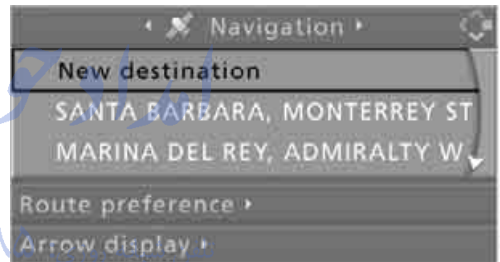 Navigation
New destination
SANTA BARBARA, MONTERREY ST
MARINA DEL REY, ADMIRALTY W
Route preference
Arrow display